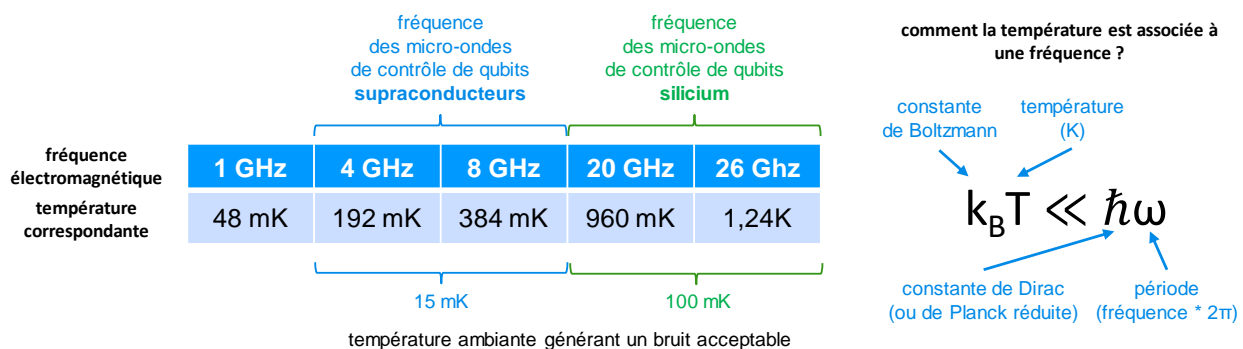 fréquence
des micro-ondes
de contrôle de qubits
supraconducteurs
fréquence
des micro-ondes
de contrôle de qubits
silicium
fréquence
électromagnétique
1 GHz 4 GHz 8 GHz 20 GHz 26 Ghz
température
correspondante
48 mK 192 mK 384 mK 960 mK 1,24K
15 mK 100 mK
température ambiante générant un bruit acceptable
comment la température est associée à
une fréquence ?
constante
de Boltzmann
température
(K)
k_BT ≪ ℏω
constante de Dirac
(ou de Planck réduite)
période
(fréquence * 2π)